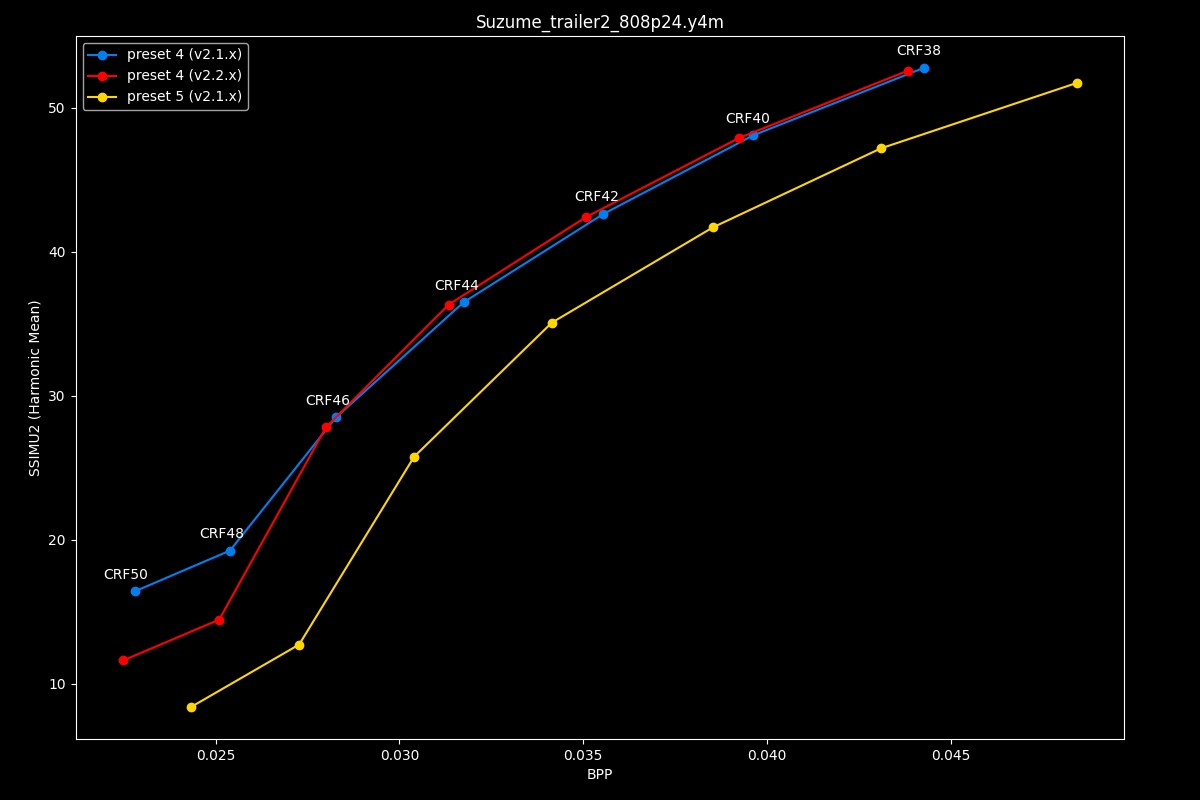 Suzume_trailer2_808p24.y4m
preset 4 (v2.1.x)
preset 4 (v2.2.x)
preset 5 (v2.1.x)
CRF38
CRF40
CRF42
CRF44
CRF46
CRF48
CRF50
50
40
30
20
10
SSIMU2 (Harmonic Mean)
0.025 0.030 0.035 0.040 0.045
BPP